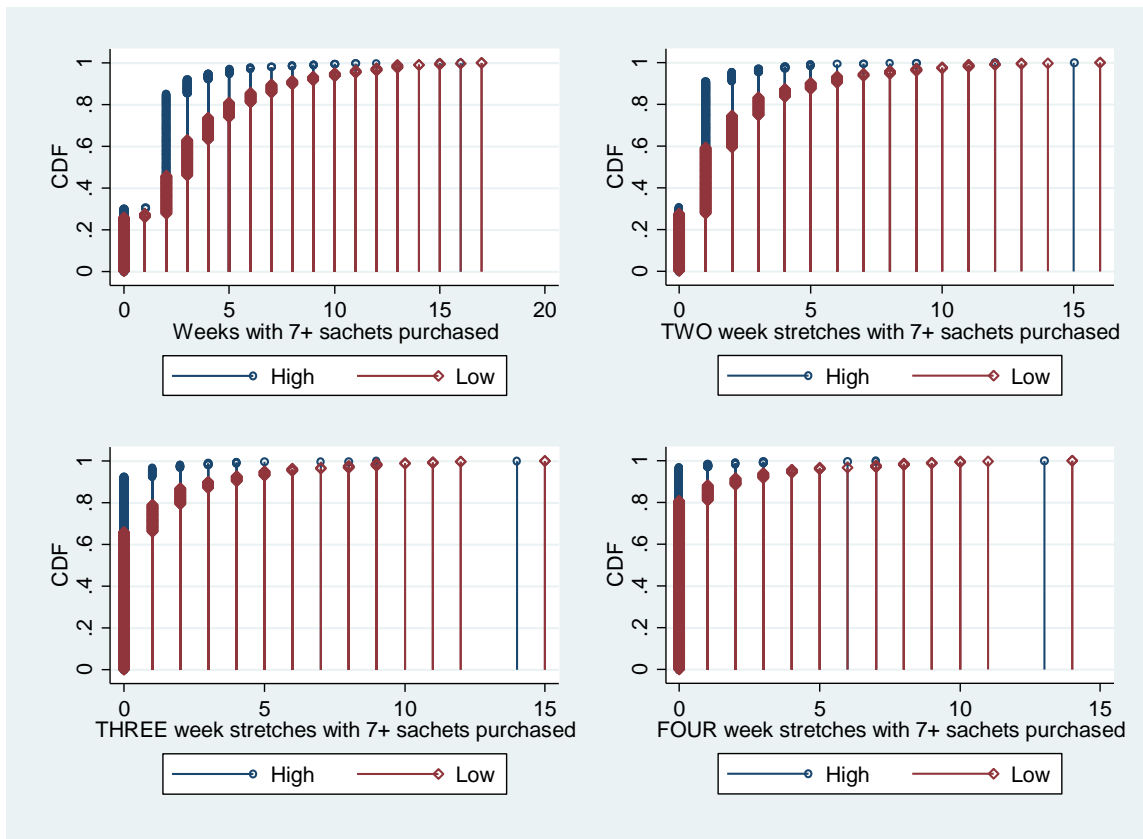 CDF
0 .2 .4 .6 .8 1
0 5 10 15 20
Weeks with 7+ sachets purchased
High Low
CDF
0 .2 .4 .6 .8 1
0 5 10 15
TWO week stretches with 7+ sachets purchased
High Low
CDF
0 .2 .4 .6 .8 1
0 5 10 15
THREE week stretches with 7+ sachets purchased
High Low
CDF
0 .2 .4 .6 .8 1
0 5 10 15
FOUR week stretches with 7+ sachets purchased
High Low